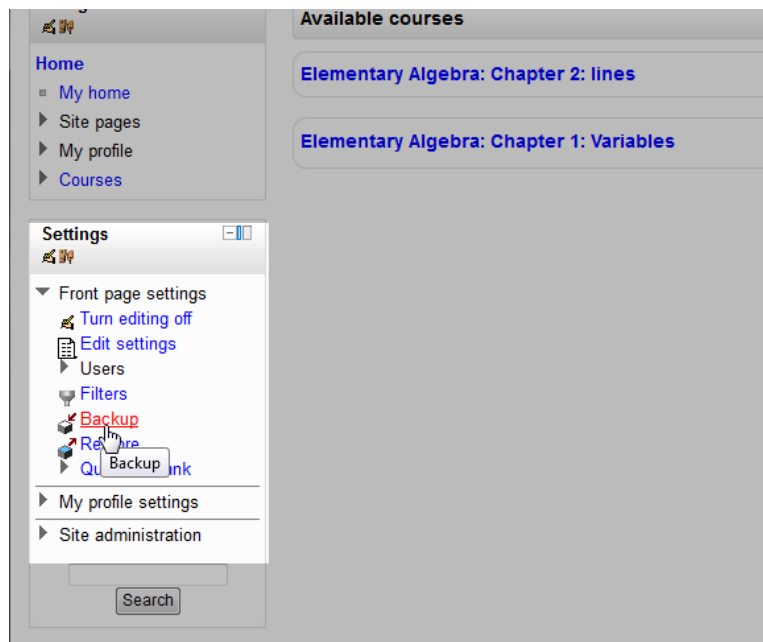 Home
My home
Site pages
My profile
Courses
Available courses
Elementary Algebra: Chapter 2: lines
Elementary Algebra: Chapter 1: Variables
Settings
Front page settings
Turn editing off
Edit settings
Users
Filters
Backup
Backup
My profile settings
Site administration
Search